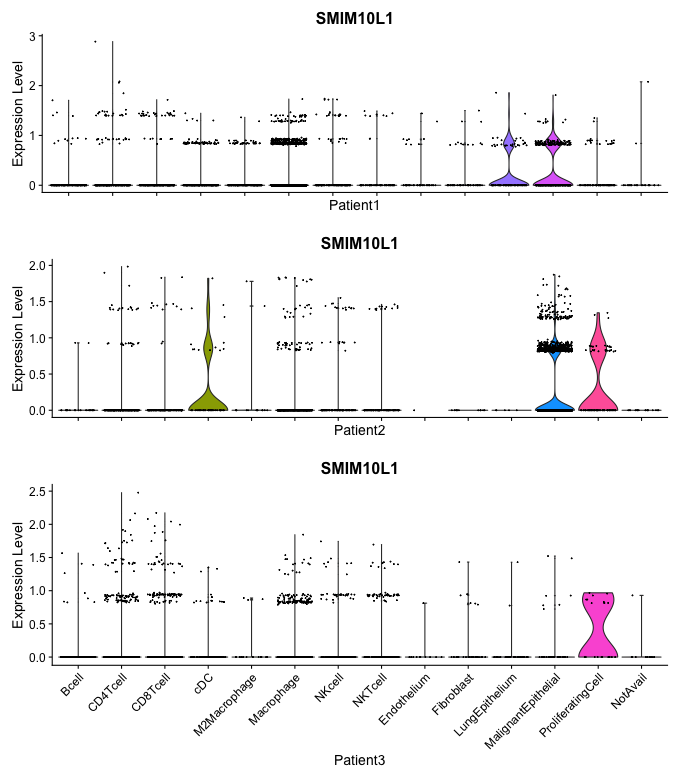 SMIM10L1
Expression Level
3
2
1
0
Patient1
SMIM10L1
Expression Level
2.0
1.5
1.0
0.5
0.0
Patient2
SMIM10L1
Expression Level
2.5
2.0
1.5
1.0
0.5
0.0
Bcell
CD4Tcell
CD8Tcell
cDC
M2Macrophage
Macrophage
NKcell
NKTcell
Endothelium
Fibroblast
LungEpithelium
MalignantEpithelial
ProliferatingCell
NotAvail
Patient3